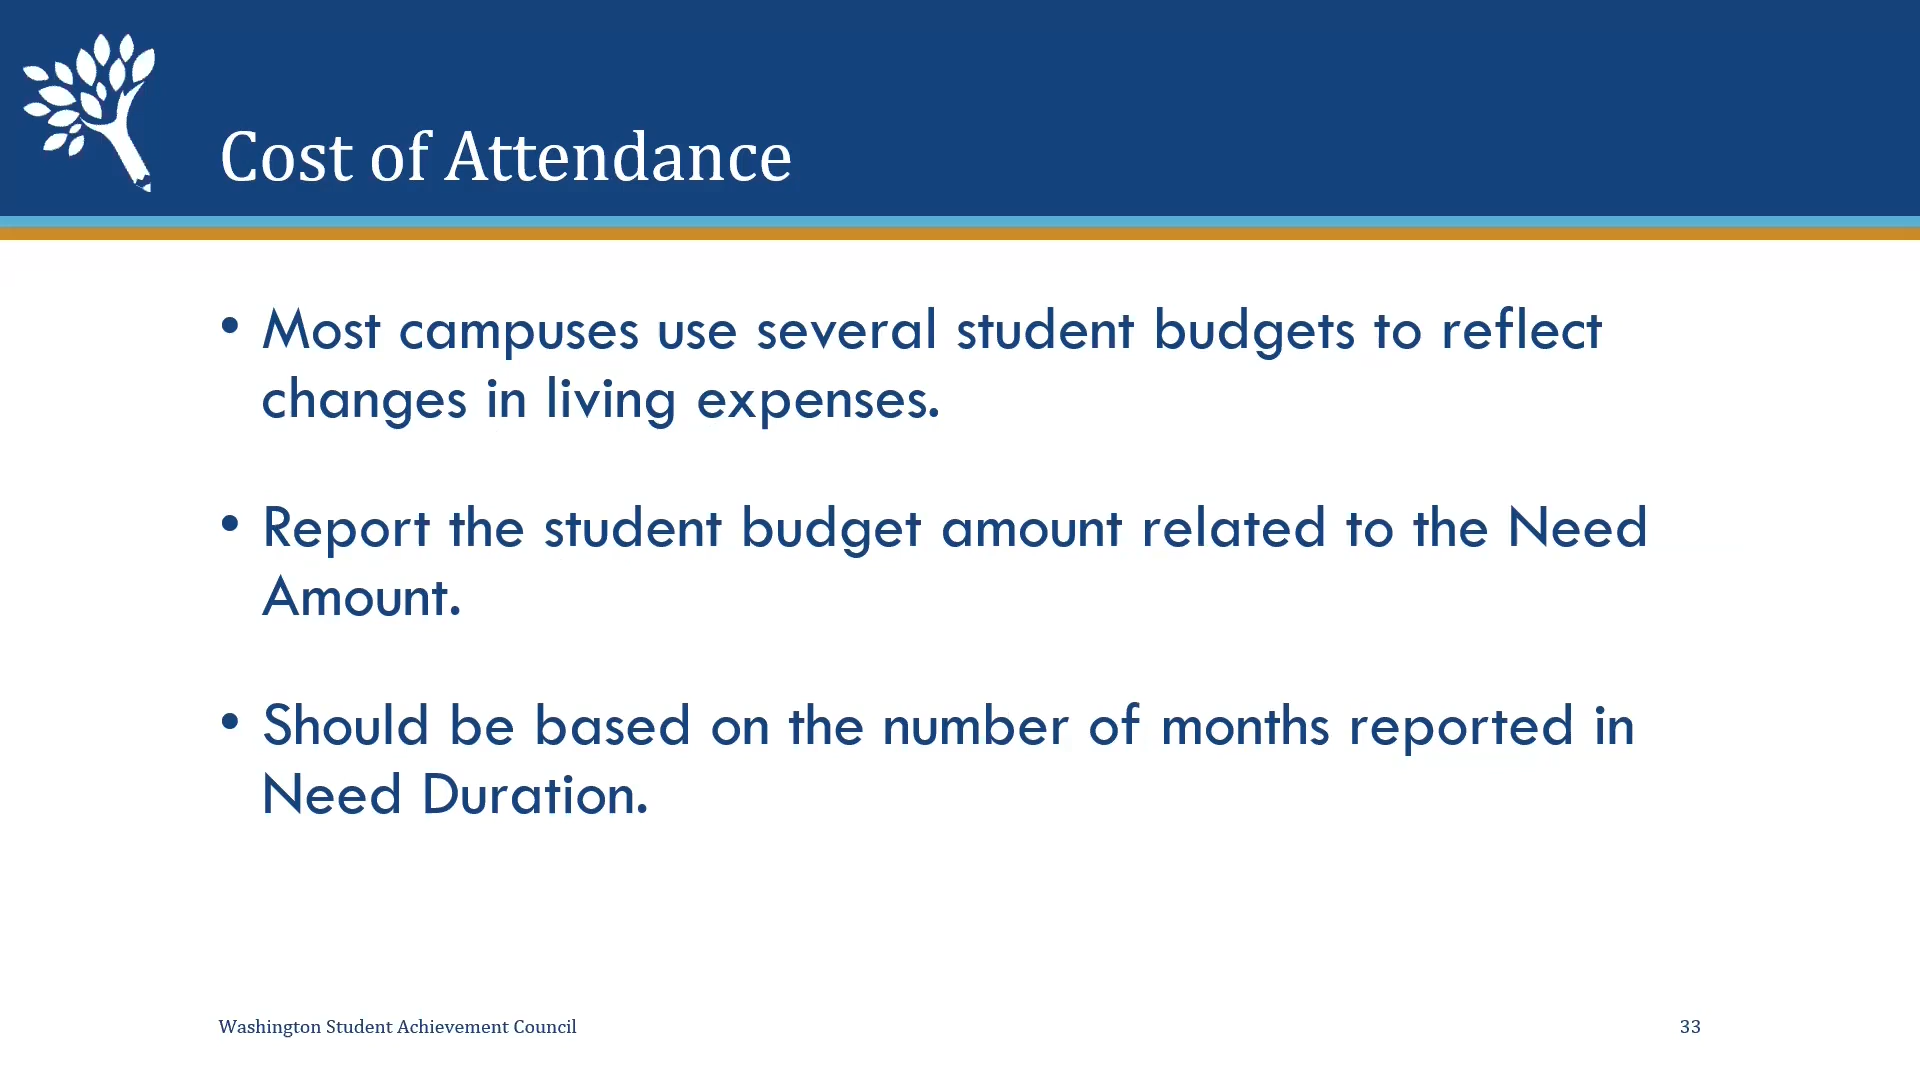 Cost of Attendance
• Most campuses use several student budgets to reflect
changes in living expenses.
• Report the student budget amount related to the Need
Amount.
• Should be based on the number of months reported in
Need Duration.
Washington Student Achievement Council
33